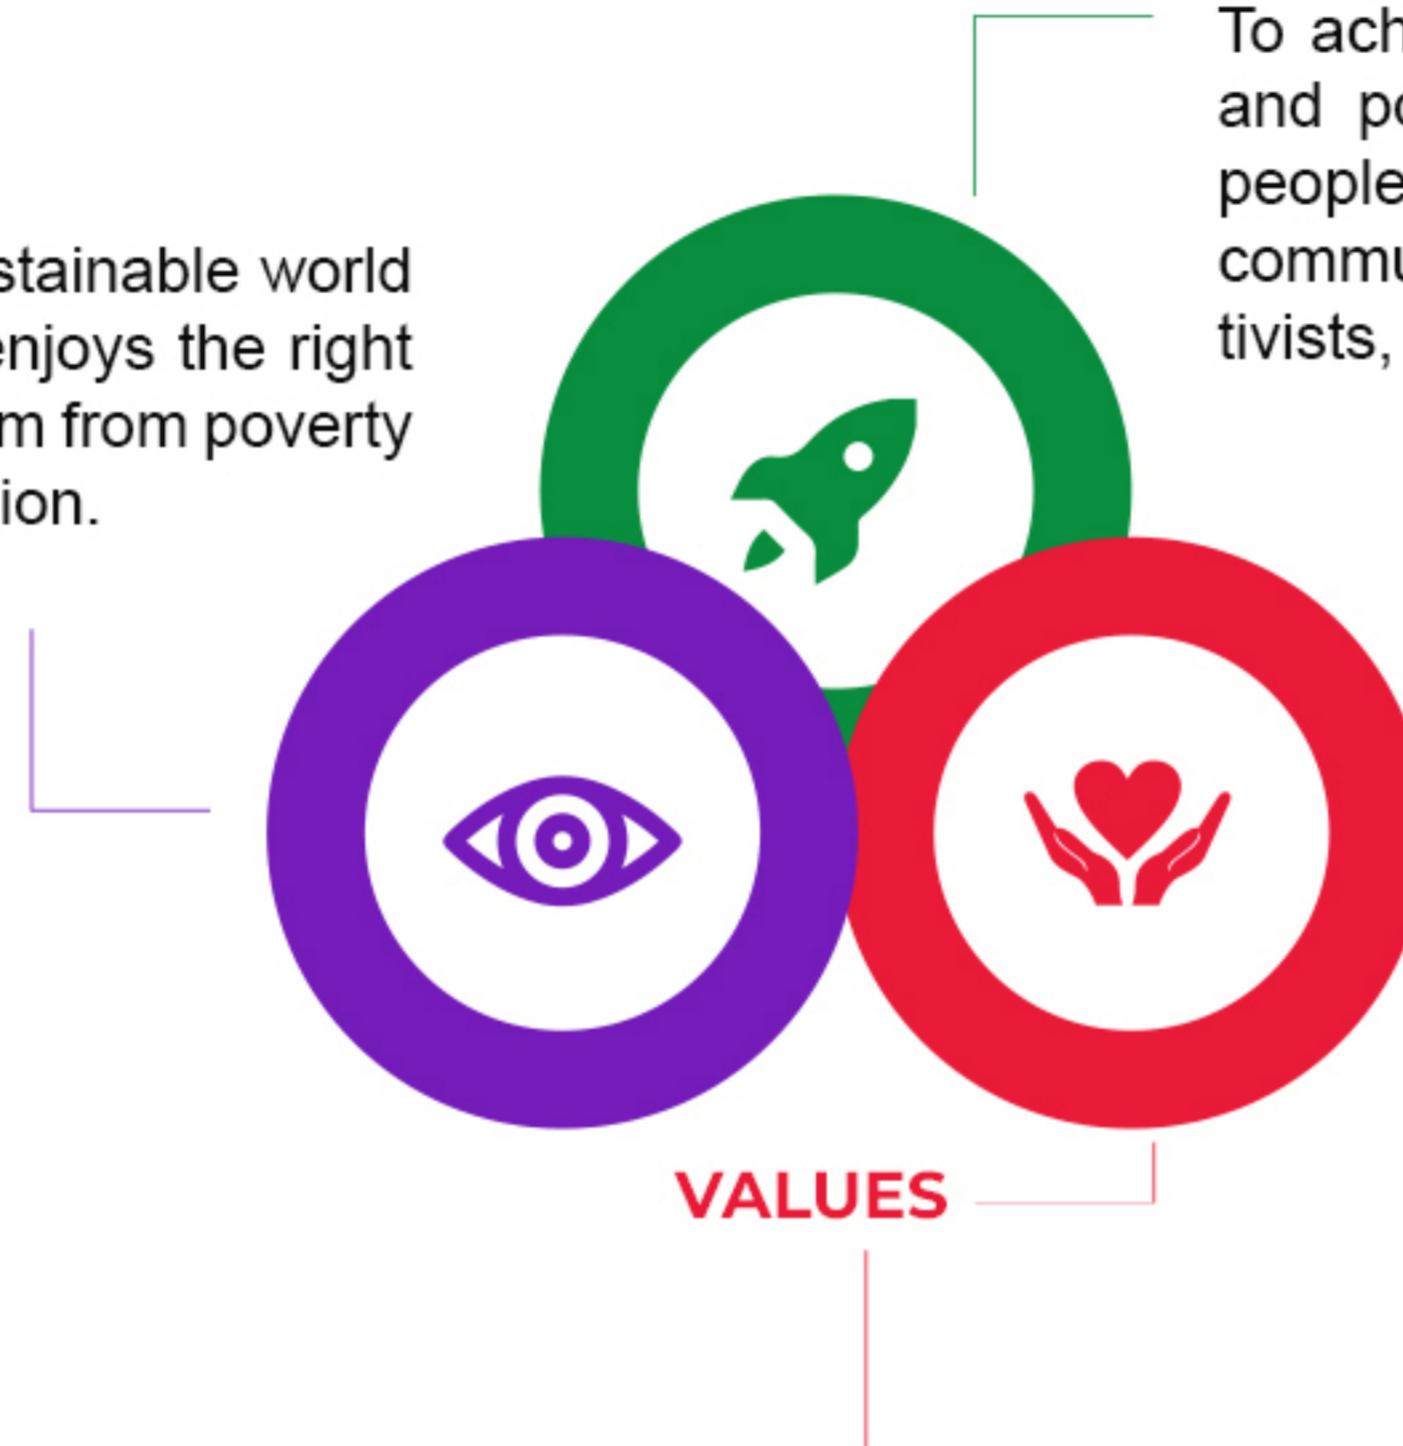 stainable world
enjoys the right
m from poverty
ion.
To ach
and po
people
commu
tivists,
VALUES